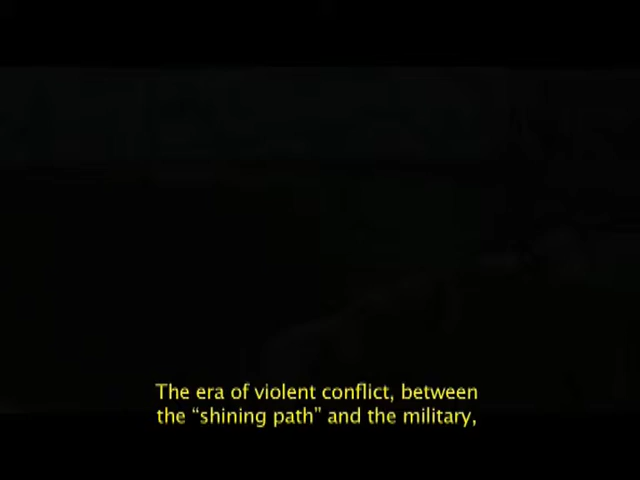 The era of violent conflict, between
the “shining path” and the military,